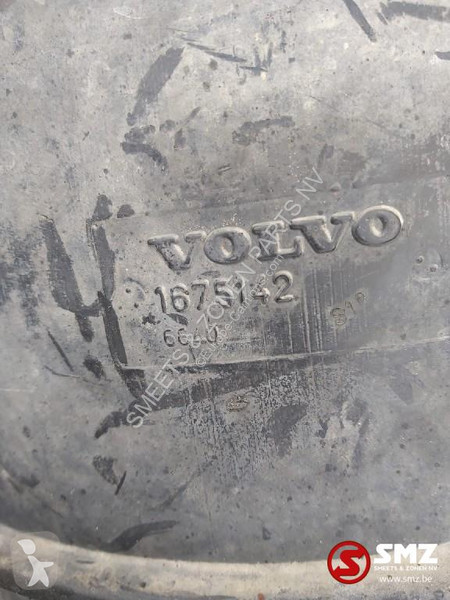 VOLVO
1675142
SMEETS & ZONEN PARTS NV
SMZ
SMEETS & ZONEN NV
www.smz.be